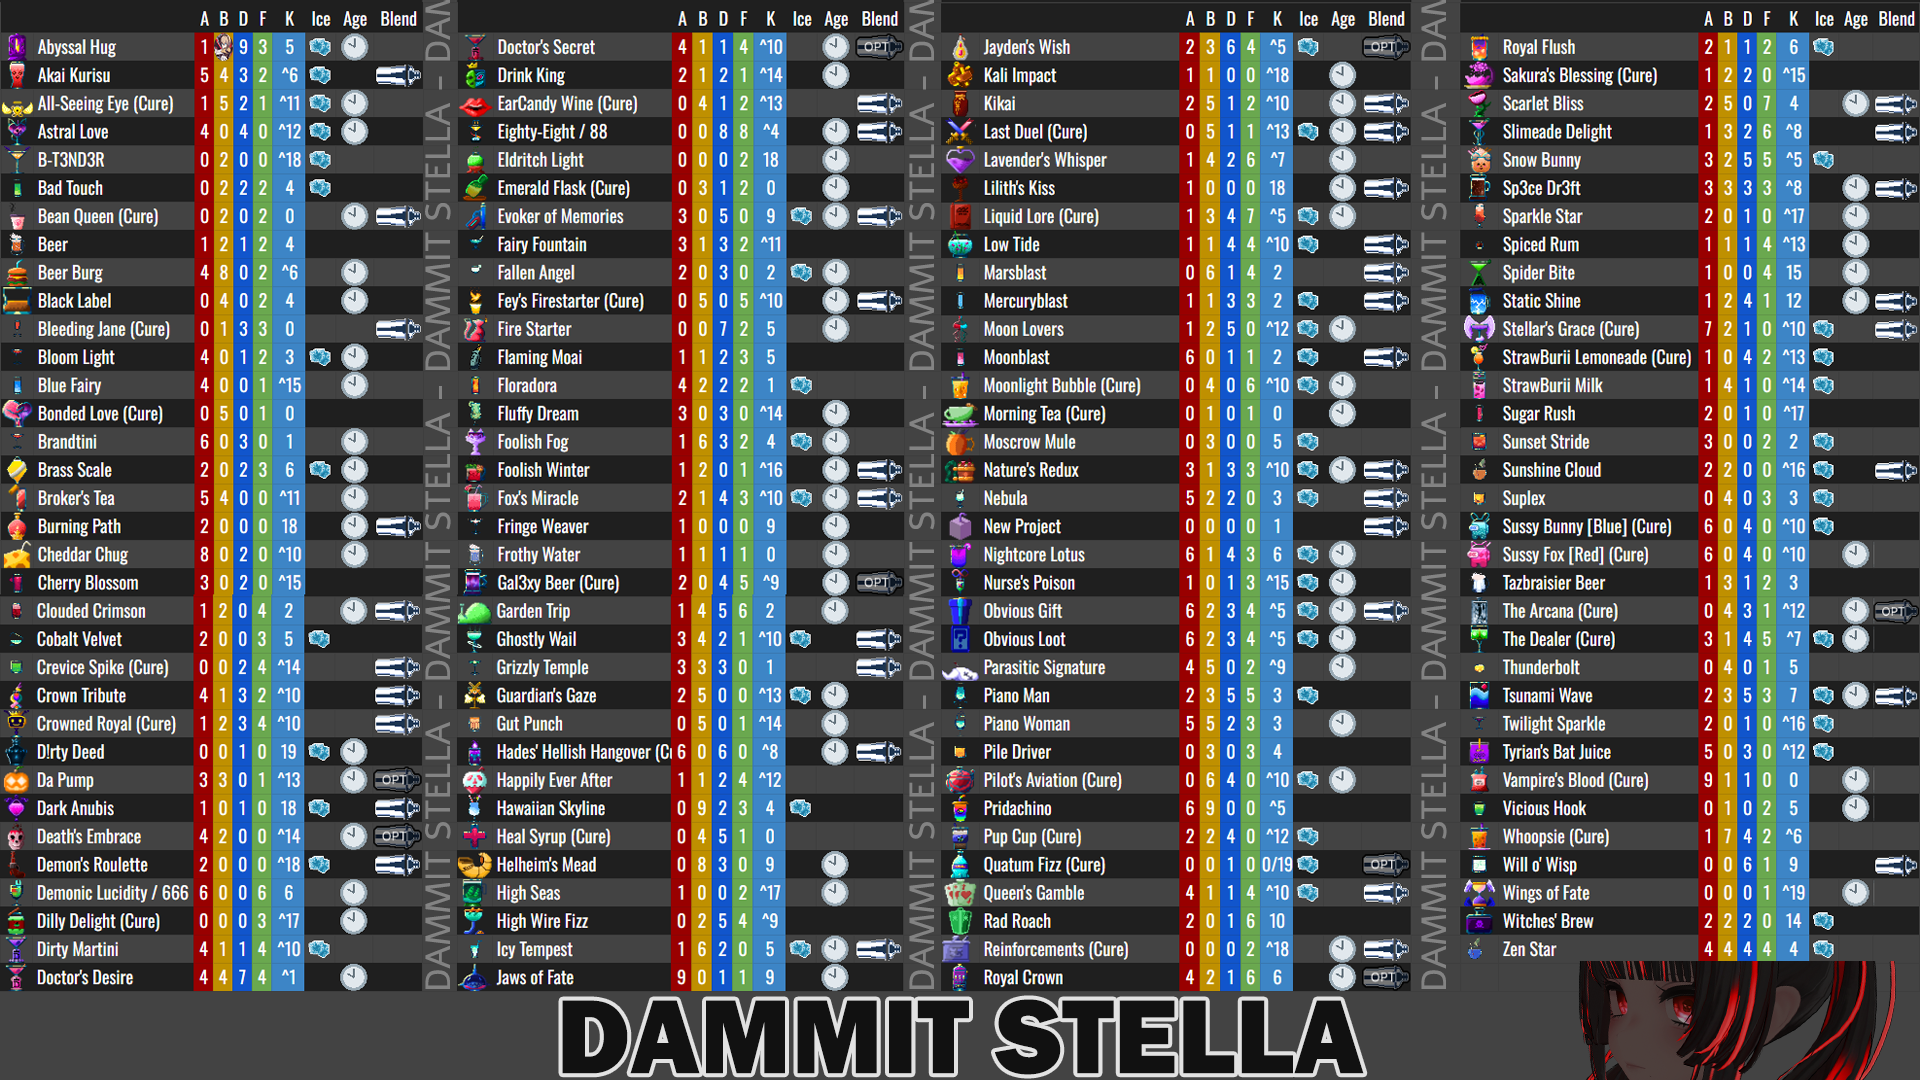 A B D F K Ice Age Blend
Abyssal Hug 1 9 3 5
Akai Kurisu 5 4 3 2 ^6
All-Seeing Eye (Cure) 1 5 2 1 ^11
Astral Love 4 0 4 0 ^12
B-T3ND3R 0 2 0 0 ^18
Bad Touch 0 2 2 2 4
Bean Queen (Cure) 0 2 0 2 0
Beer 1 2 1 2 4
Beer Burg 4 8 0 2 ^6
Black Label 0 4 0 2 4
Bleeding Jane (Cure) 0 1 3 3 0
Bloom Light 4 0 1 2 3
Blue Fairy 4 0 0 1 ^15
Bonded Love (Cure) 0 5 0 1 0
Brandtini 6 0 3 0 1
Brass Scale 2 0 2 3 6
Broker's Tea 5 4 0 0 ^11
Burning Path 2 0 0 0 18
Cheddar Chug 8 0 2 0 ^10
Cherry Blossom 3 0 2 0 ^15
Clouded Crimson 1 2 0 4 2
Cobalt Velvet 2 0 0 3 5
Crevice Spike (Cure) 0 0 2 4 ^14
Crown Tribute 4 1 3 2 ^10
Crowned Royal (Cure) 1 2 3 4 ^10
D!rty Deed 0 0 1 0 19
Da Pump 3 3 0 1 ^13 OPT
Dark Anubis 1 0 1 0 18
Death's Embrace 4 2 0 0 ^14 OPT
Demon's Roulette 2 0 0 0 ^18
Demonic Lucidity / 666 6 0 0 6 6
Dilly Delight (Cure) 0 0 0 3 ^17
Dirty Martini 4 1 1 4 ^10
Doctor's Desire 4 4 7 4 ^1
DAMMIT STELLA - DAMMIT STELLA - DAMMIT STELLA - DAM
A B D F K Ice Age Blend
Doctor's Secret 4 1 1 4 ^10 OPT
Drink King 2 1 2 1 ^14
EarCandy Wine (Cure) 0 4 1 2 ^13
Eighty-Eight / 88 0 0 8 8 ^4
Eldritch Light 0 0 0 2 18
Emerald Flask (Cure) 0 3 1 2 0
Evoker of Memories 3 0 5 0 9
Fairy Fountain 3 1 3 2 ^11
Fallen Angel 2 0 3 0 2
Fey's Firestarter (Cure) 0 5 0 5 ^10
Fire Starter 0 0 7 2 5
Flaming Moai 1 1 2 3 5
Floradora 4 2 2 2 1
Fluffy Dream 3 0 3 0 ^14
Foolish Fog 1 6 3 2 4
Foolish Winter 1 2 0 1 ^16
Fox's Miracle 2 1 4 3 ^10
Fringe Weaver 1 0 0 0 9
Frothy Water 1 1 1 1 0
Gal3xy Beer (Cure) 2 0 4 5 ^9 OPT
Garden Trip 1 4 5 6 2
Ghostly Wail 3 4 2 1 ^10
Grizzly Temple 3 3 3 0 1
Guardian's Gaze 2 5 0 0 ^13
Gut Punch 0 5 0 1 ^14
Hades' Hellish Hangover (Cu 6 0 6 0 ^8
Happily Ever After 1 1 2 4 ^12
Hawaiian Skyline 0 9 2 3 4
Heal Syrup (Cure) 0 4 5 1 0
Helheim's Mead 0 8 3 0 9
High Seas 1 0 0 2 ^17
High Wire Fizz 0 2 5 4 ^9
Icy Tempest 1 6 2 0 5
Jaws of Fate 9 0 1 1 9
DAMMIT STELLA - DAMMIT STELLA - DAMMIT STELLA - DAM
A B D F K Ice Age Blend
Jayden's Wish 2 3 6 4 ^5 OPT
Kali Impact 1 1 0 0 ^18
Kikai 2 5 1 2 ^10
Last Duel (Cure) 0 5 1 1 ^13
Lavender's Whisper 1 4 2 6 ^7
Lilith's Kiss 1 0 0 0 18
Liquid Lore (Cure) 1 3 4 7 ^5
Low Tide 1 1 4 4 ^10
Marsblast 0 6 1 4 2
Mercuryblast 1 1 3 3 2
Moon Lovers 1 2 5 0 ^12
Moonblast 6 0 1 1 2
Moonlight Bubble (Cure) 0 4 0 6 ^10
Morning Tea (Cure) 0 1 0 1 0
Moscrow Mule 0 3 0 0 5
Nature's Redux 3 1 3 3 ^10
Nebula 5 2 2 0 3
New Project 0 0 0 0 1
Nightcore Lotus 6 1 4 3 6
Nurse's Poison 1 0 1 3 ^15
Obvious Gift 6 2 3 4 ^5
Obvious Loot 6 2 3 4 ^5
Parasitic Signature 4 5 0 2 ^9
Piano Man 2 3 5 5 3
Piano Woman 5 5 2 3 3
Pile Driver 0 3 0 3 4
Pilot's Aviation (Cure) 0 6 4 0 ^10
Pridachino 6 9 0 0 ^5
Pup Cup (Cure) 2 2 4 0 ^12
Quatum Fizz (Cure) 0 0 1 0 0/19 OPT
Queen's Gamble 4 1 1 4 ^10
Rad Roach 2 0 1 6 10
Reinforcements (Cure) 0 0 0 2 ^18
Royal Crown 4 2 1 6 6 OPT
DAMMIT STELLA - DAMMIT STELLA - DAMMIT STELLA - DAM
A B D F K Ice Age Blend
Royal Flush 2 1 1 2 6
Sakura's Blessing (Cure) 1 2 2 0 ^15
Scarlet Bliss 2 5 0 7 4
Slimeade Delight 1 3 2 6 ^8
Snow Bunny 3 2 5 5 ^5
Sp3ce Dr3ft 3 3 3 3 ^8
Sparkle Star 2 0 1 0 ^17
Spiced Rum 1 1 1 4 ^13
Spider Bite 1 0 0 4 15
Static Shine 1 2 4 1 12
Stellar's Grace (Cure) 7 2 1 0 ^10
StrawBurii Lemoneade (Cure) 1 0 4 2 ^13
StrawBurii Milk 1 4 1 0 ^14
Sugar Rush 2 0 1 0 ^17
Sunset Stride 3 0 0 2 2
Sunshine Cloud 2 2 0 0 ^16
Suplex 0 4 0 3 3
Sussy Bunny [Blue] (Cure) 6 0 4 0 ^10
Sussy Fox [Red] (Cure) 6 0 4 0 ^10
Tazbraisier Beer 1 3 1 2 3
The Arcana (Cure) 0 4 3 1 ^12 OPT
The Dealer (Cure) 3 1 4 5 ^7
Thunderbolt 0 4 0 1 5
Tsunami Wave 2 3 5 3 7
Twilight Sparkle 2 0 1 0 ^16
Tyrian's Bat Juice 5 0 3 0 ^12
Vampire's Blood (Cure) 9 1 1 0 0
Vicious Hook 0 1 0 2 5
Whoopsie (Cure) 1 7 4 2 ^6
Will o' Wisp 0 0 6 1 9
Wings of Fate 0 0 0 1 ^19
Witches' Brew 2 2 2 0 14
Zen Star 4 4 4 4 4
DAMMIT STELLA